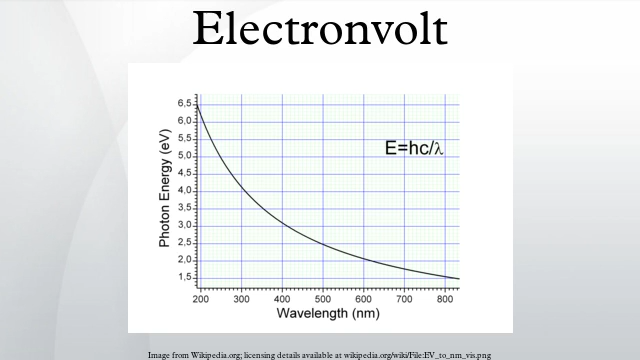 Electronvolt
6,5
6,0
5,5
5,0
4,5
4,0
3,5
3,0
2,5
2,0
1,5
Photon Energy (eV)
E=hc/λ
200 300 400 500 600 700 800
Wavelength (nm)
Image from Wikipedia.org; licensing details available at wikipedia.org/wiki/File:EV_to_nm_vis.png